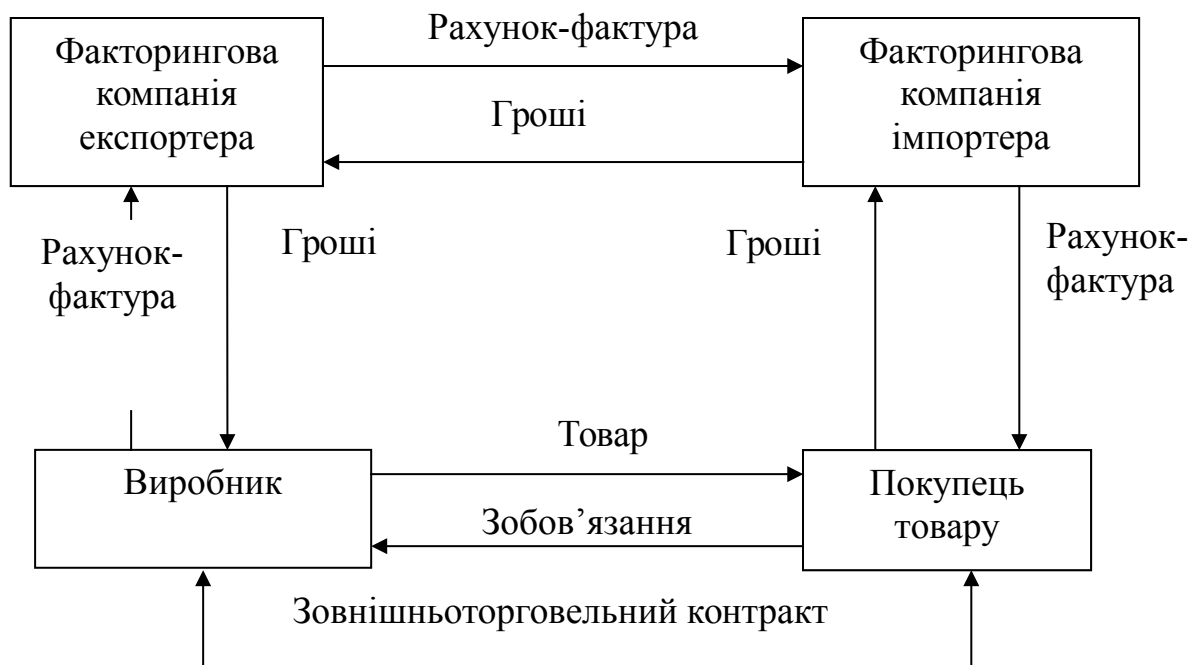 Рахунок-фактура
Факторингова
компанія
експортера
Факторингова
компанія
імпортера
Гроші
Рахунок-
фактура
Гроші
Гроші
Рахунок-
фактура
Товар
Виробник
Покупець
товару
Зобов’язання
Зовнішньоторговельний контракт